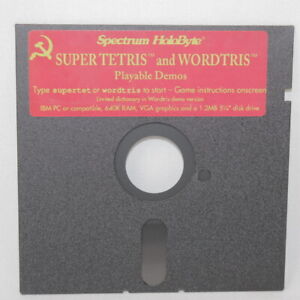 Spectrum HoloByte®
SUPER TETRIS™ and WORDTRIS™
Playable Demos
Type supertet or wordtris to start – Game instructions onscreen
Limited dictionary in Wordtris demo version
IBM PC or compatible, 640K RAM, VGA graphics and a 1.2MB 5¼" disk drive